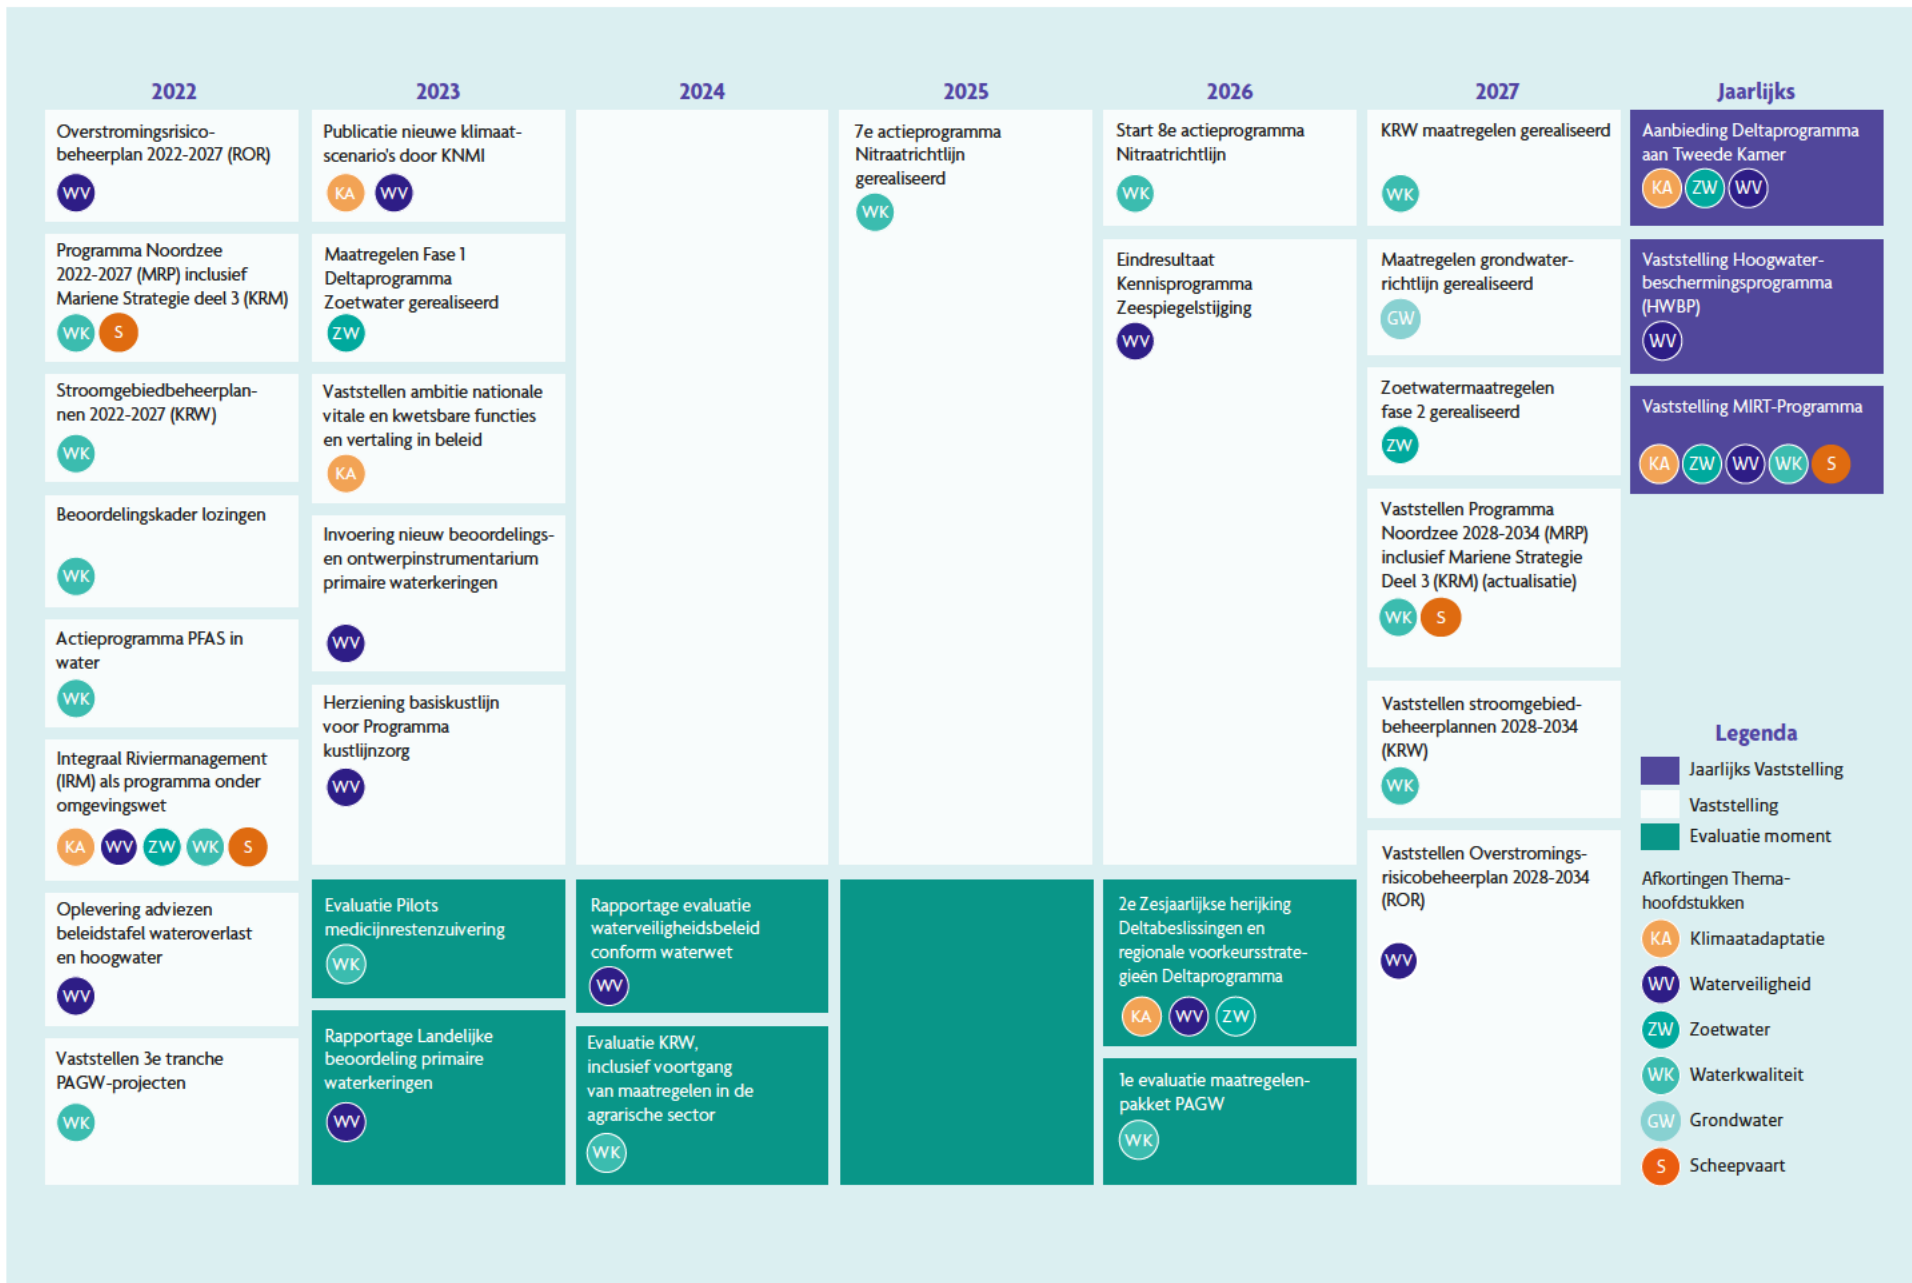 2022
Overstromingsrisico-
beheerplan 2022-2027 (ROR)
WV
Programma Noordzee
2022-2027 (MRP) inclusief
Mariene Strategie deel 3 (KRM)
WK S
Stroomgebiedbeheerplan-
nen 2022-2027 (KRW)
WK
Beoordelingskader lozingen
WK
Actieprogramma PFAS in
water
WK
Integraal Riviermanagement
(IRM) als programma onder
omgevingswet
KA WV ZW WK S
Oplevering adviezen
beleidstafel wateroverlast
en hoogwater
WV
Vaststellen 3e tranche
PAGW-projecten
WK
2023
Publicatie nieuwe klimaat-
scenario's door KNMI
KA WV
Maatregelen Fase 1
Deltaprogramma
Zoetwater gerealiseerd
ZW
Vaststellen ambitie nationale
vitale en kwetsbare functies
en vertaling in beleid
KA
Invoering nieuw beoordelings-
en ontwerpinstrumentarium
primaire waterkeringen
WV
Herziening basiskustlijn
voor Programma
kustlijnzorg
WV
Evaluatie Pilots
medicijnrestenzuivering
WK
Rapportage Landelijke
beoordeling primaire
waterkeringen
WV
2024
Rapportage evaluatie
waterveiligheidsbeleid
conform waterwet
WV
Evaluatie KRW,
inclusief voortgang
van maatregelen in de
agrarische sector
WK
2025
7e actieprogramma
Nitraatrichtlijn
gerealiseerd
WK
2026
Start 8e actieprogramma
Nitraatrichtlijn
WK
Eindresultaat
Kennisprogramma
Zeespiegelstijging
WV
2e Zesjaarlijkse herijking
Deltabeslissingen en
regionale voorkeursstrate-
gieën Deltaprogramma
KA WV ZW
1e evaluatie maatregelen-
pakket PAGW
WK
2027
KRW maatregelen gerealiseerd
WK
Maatregelen grondwater-
richtlijn gerealiseerd
GW
Zoetwatermaatregelen
fase 2 gerealiseerd
ZW
Vaststellen Programma
Noordzee 2028-2034 (MRP)
inclusief Mariene Strategie
Deel 3 (KRM) (actualisatie)
WK S
Vaststellen stroomgebied-
beheerplannen 2028-2034
(KRW)
WK
Vaststellen Overstromings-
risicobeheerplan 2028-2034
(ROR)
WV
Jaarlijks
Aanbieding Deltaprogramma
aan Tweede Kamer
KA ZW WV
Vaststelling Hoogwater-
beschermingsprogramma
(HWBP)
WV
Vaststelling MIRT-Programma
KA ZW WV WK S
Legenda
Jaarlijks Vaststelling
Vaststelling
Evaluatie moment
Afkortingen Thema-
hoofdstukken
KA Klimaatadaptatie
WV Waterveiligheid
ZW Zoetwater
WK Waterkwaliteit
GW Grondwater
S Scheepvaart